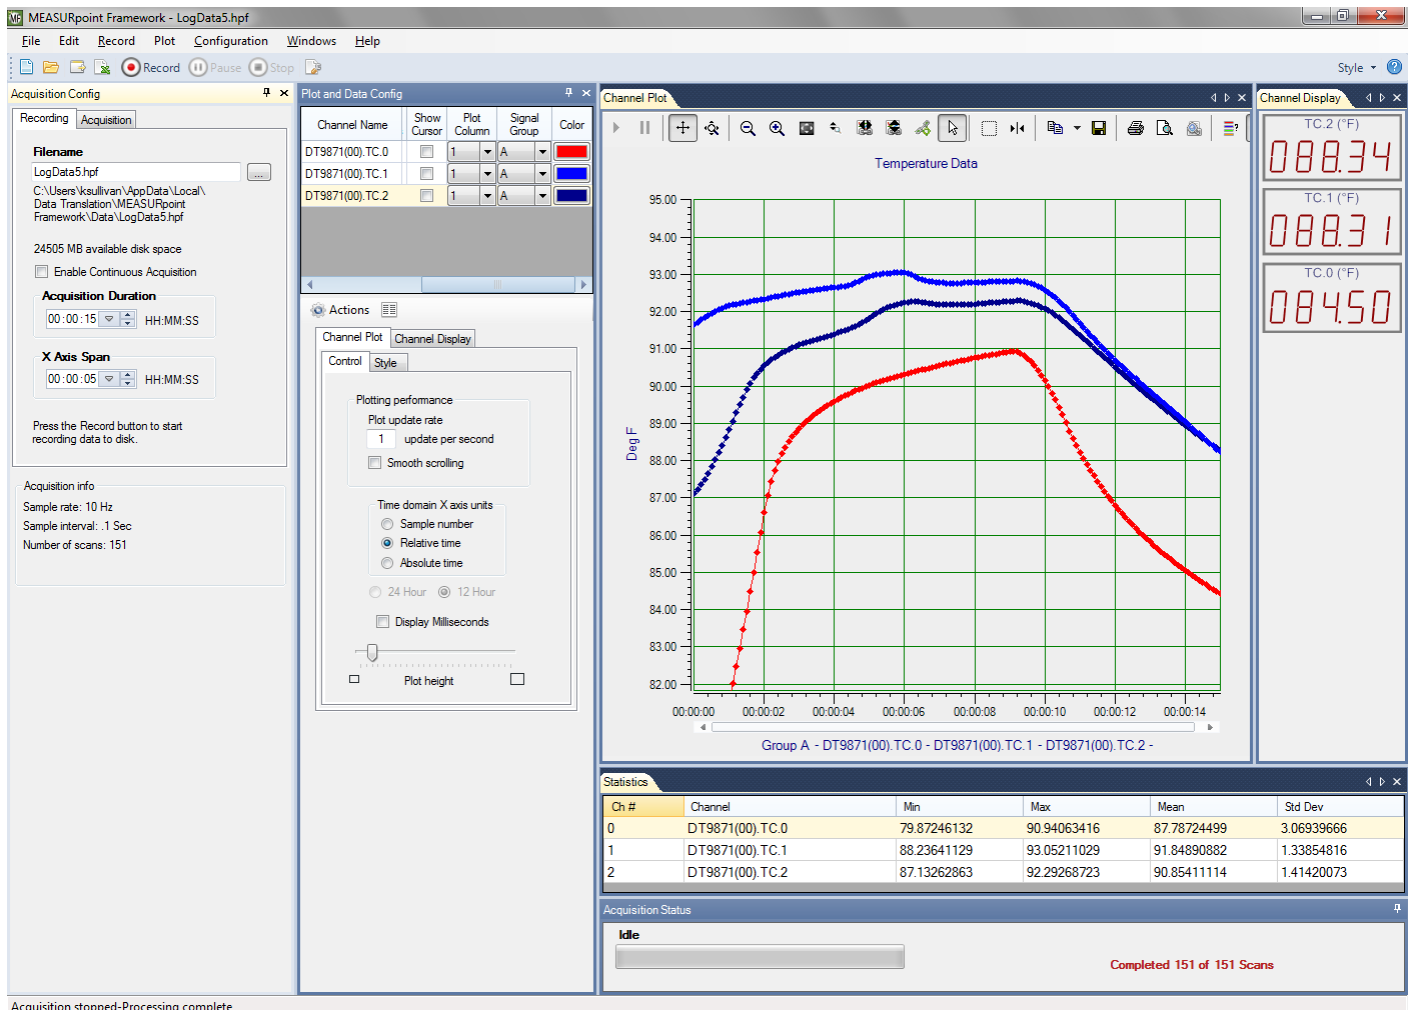 MEASURpoint Framework - LogData5.hpf
File Edit Record Plot Configuration Windows Help
Record Pause Stop Style
Acquisition Config
Recording Acquisition
Filename
LogData5.hpf ...
C:\Users\ksullivan\AppData\Local\
Data Translation\MEASURpoint
Framework\Data\LogData5.hpf
24505 MB available disk space
Enable Continuous Acquisition
Acquisition Duration
00:00:15 HH:MM:SS
X Axis Span
00:00:05 HH:MM:SS
Press the Record button to start
recording data to disk.
Acquisition info
Sample rate: 10 Hz
Sample interval: .1 Sec
Number of scans: 151
Plot and Data Config
Channel Name Show Cursor Plot Column Signal Group Color
DT9871(00).TC.0 1 A
DT9871(00).TC.1 1 A
DT9871(00).TC.2 1 A
Actions
Channel Plot Channel Display
Control Style
Plotting performance
Plot update rate
1 update per second
Smooth scrolling
Time domain X axis units
Sample number
Relative time
Absolute time
24 Hour 12 Hour
Display Milliseconds
Plot height
Channel Plot
Temperature Data
95.00
94.00
93.00
92.00
91.00
90.00
89.00
88.00
87.00
86.00
85.00
84.00
83.00
82.00
Deg F
00:00:00 00:00:02 00:00:04 00:00:06 00:00:08 00:00:10 00:00:12 00:00:14
Group A - DT9871(00).TC.0 - DT9871(00).TC.1 - DT9871(00).TC.2 -
Channel Display
TC.2 (°F)
088.34
TC.1 (°F)
088.31
TC.0 (°F)
084.50
Statistics
Ch # Channel Min Max Mean Std Dev
0 DT9871(00).TC.0 79.87246132 90.94063416 87.78724499 3.06939666
1 DT9871(00).TC.1 88.23641129 93.05211029 91.84890882 1.33854816
2 DT9871(00).TC.2 87.13262863 92.29268723 90.85411114 1.41420073
Acquisition Status
Idle
Completed 151 of 151 Scans
Acquisition stopped-Processing complete